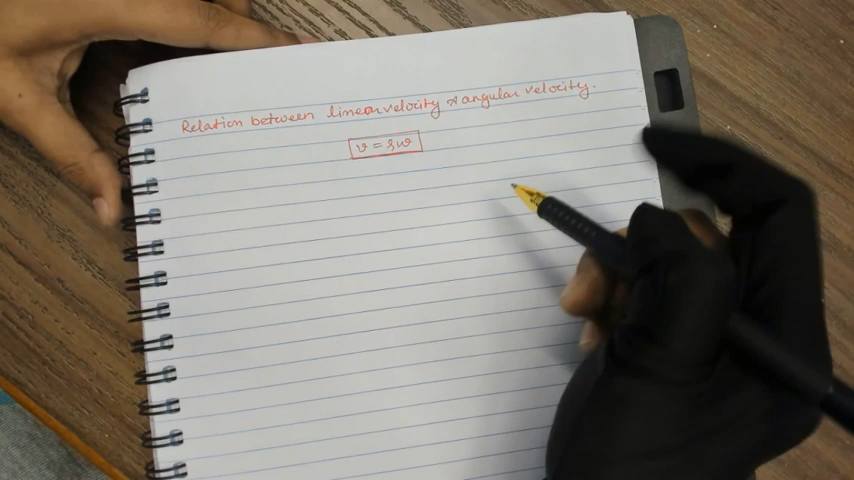 Relation between linear velocity & angular velocity.
v = rω